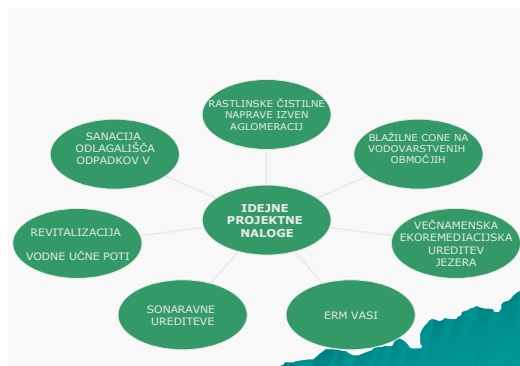 RASTLINSKE ČISTILNE
NAPRAVE IZVEN
AGLOMERACIJ
SANACIJA
ODLAGALIŠČA
ODPADKOV V
BLAŽILNE CONE NA
VODOVARSTVENIH
OBMOČJIH
IDEJNE
PROJEKTNE
NALOGE
REVITALIZACIJA
VODNE UČNE POTI
VEČNAMENSKA
EKOREMEDIACIJSKA
UREDITEV
JEZERA
SONARAVNE
UREDITEVE
ERM VASI